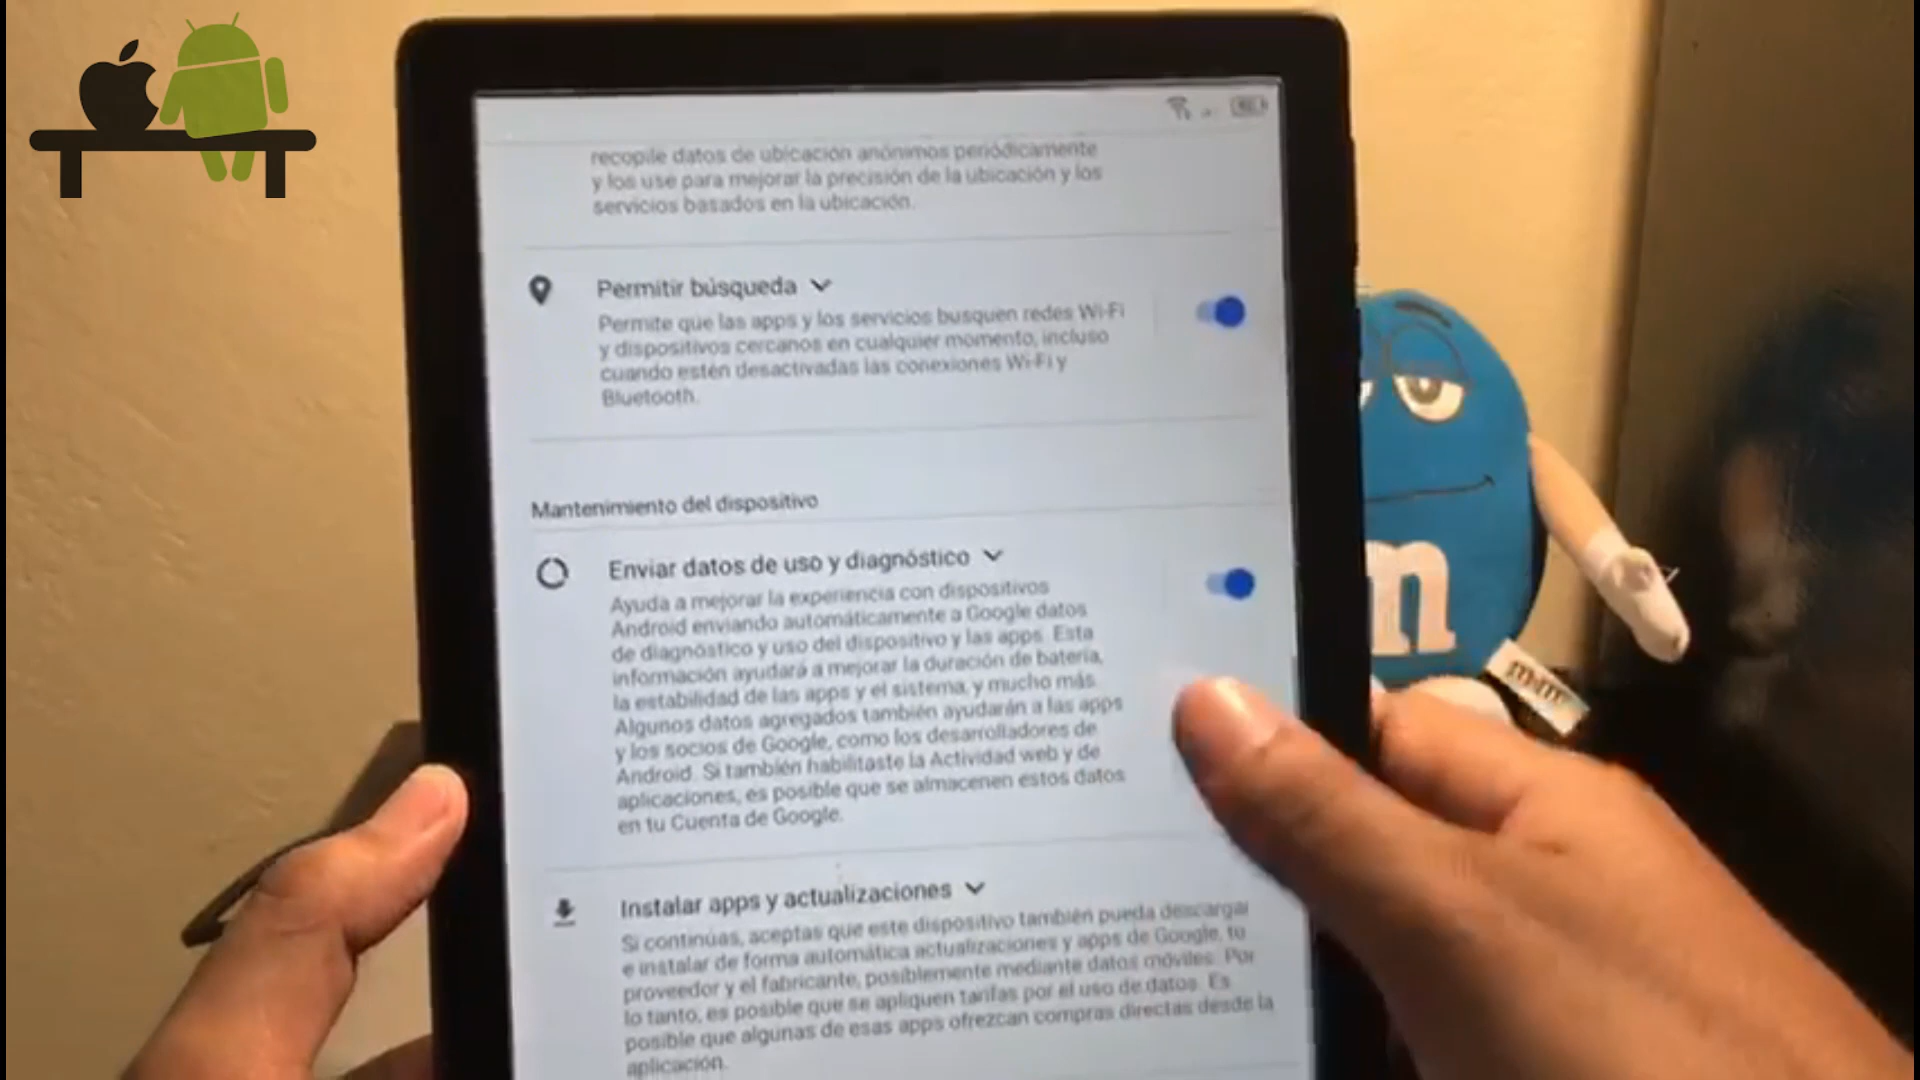 recopile datos de ubicación anónimos periódicamente
y los use para mejorar la precisión de la ubicación y los
servicios basados en la ubicación.
Permitir búsqueda
Permite que las apps y los servicios busquen redes Wi-Fi
y dispositivos cercanos en cualquier momento, incluso
cuando estén desactivadas las conexiones Wi-Fi y
Bluetooth.
Mantenimiento del dispositivo
Enviar datos de uso y diagnóstico
Ayuda a mejorar la experiencia con dispositivos
Android enviando automáticamente a Google datos
de diagnóstico y uso del dispositivo y las apps. Esta
información ayudará a mejorar la duración de batería,
la estabilidad de las apps y el sistema, y mucho más.
Algunos datos agregados también ayudarán a las apps
y los socios de Google, como los desarrolladores de
Android. Si también habilitaste la Actividad web y de
aplicaciones, es posible que se almacenen estos datos
en tu Cuenta de Google.
Instalar apps y actualizaciones
Si continúas, aceptas que este dispositivo también pueda descargar
e instalar de forma automática actualizaciones y apps de Google, tu
proveedor y el fabricante, posiblemente mediante datos móviles. Por
lo tanto, es posible que se apliquen tarifas por el uso de datos. Es
posible que algunas de esas apps ofrezcan compras directas desde la
aplicación.
m
m&m's